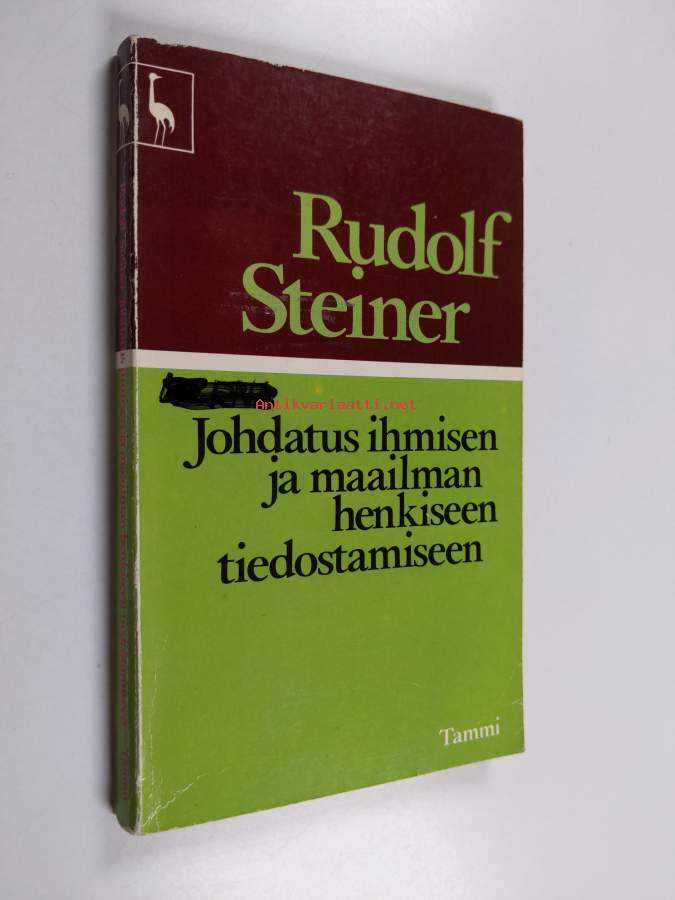 Rudolf
Steiner
Antikvariaatti.net
Johdatus ihmisen
ja maailman
henkiseen
tiedostamiseen
Tammi